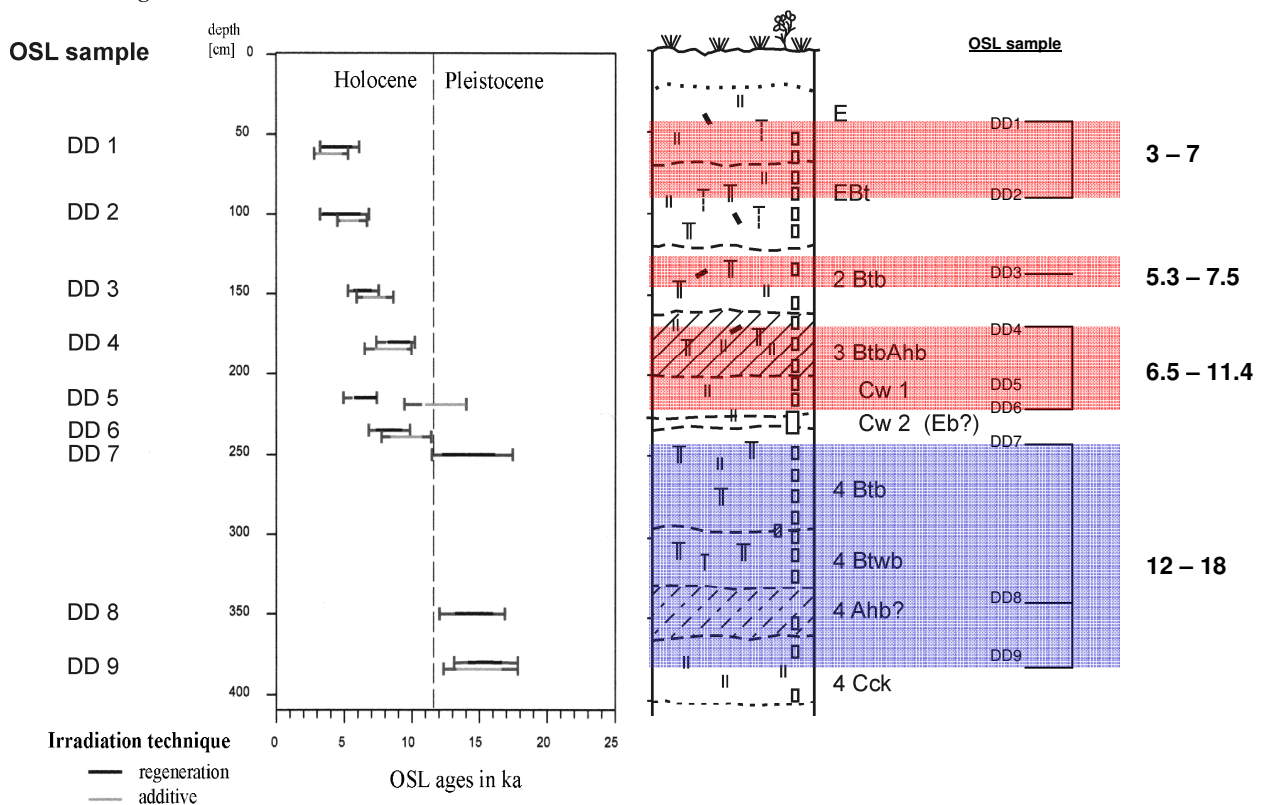 OSL sample
depth
[cm]
0
50
100
150
200
250
300
350
400
Holocene
Pleistocene
DD 1
DD 2
DD 3
DD 4
DD 5
DD 6
DD 7
DD 8
DD 9
0
5
10
15
20
25
OSL ages in ka
Irradiation technique
regeneration
additive
OSL sample
E
EBt
2 Btb
3 BtbAhb
Cw 1
Cw 2 (Eb?)
4 Btb
4 Btwb
4 Ahb?
4 Cck
DD1
DD2
DD3
DD4
DD5
DD6
DD7
DD8
DD9
3 – 7
5.3 – 7.5
6.5 – 11.4
12 – 18